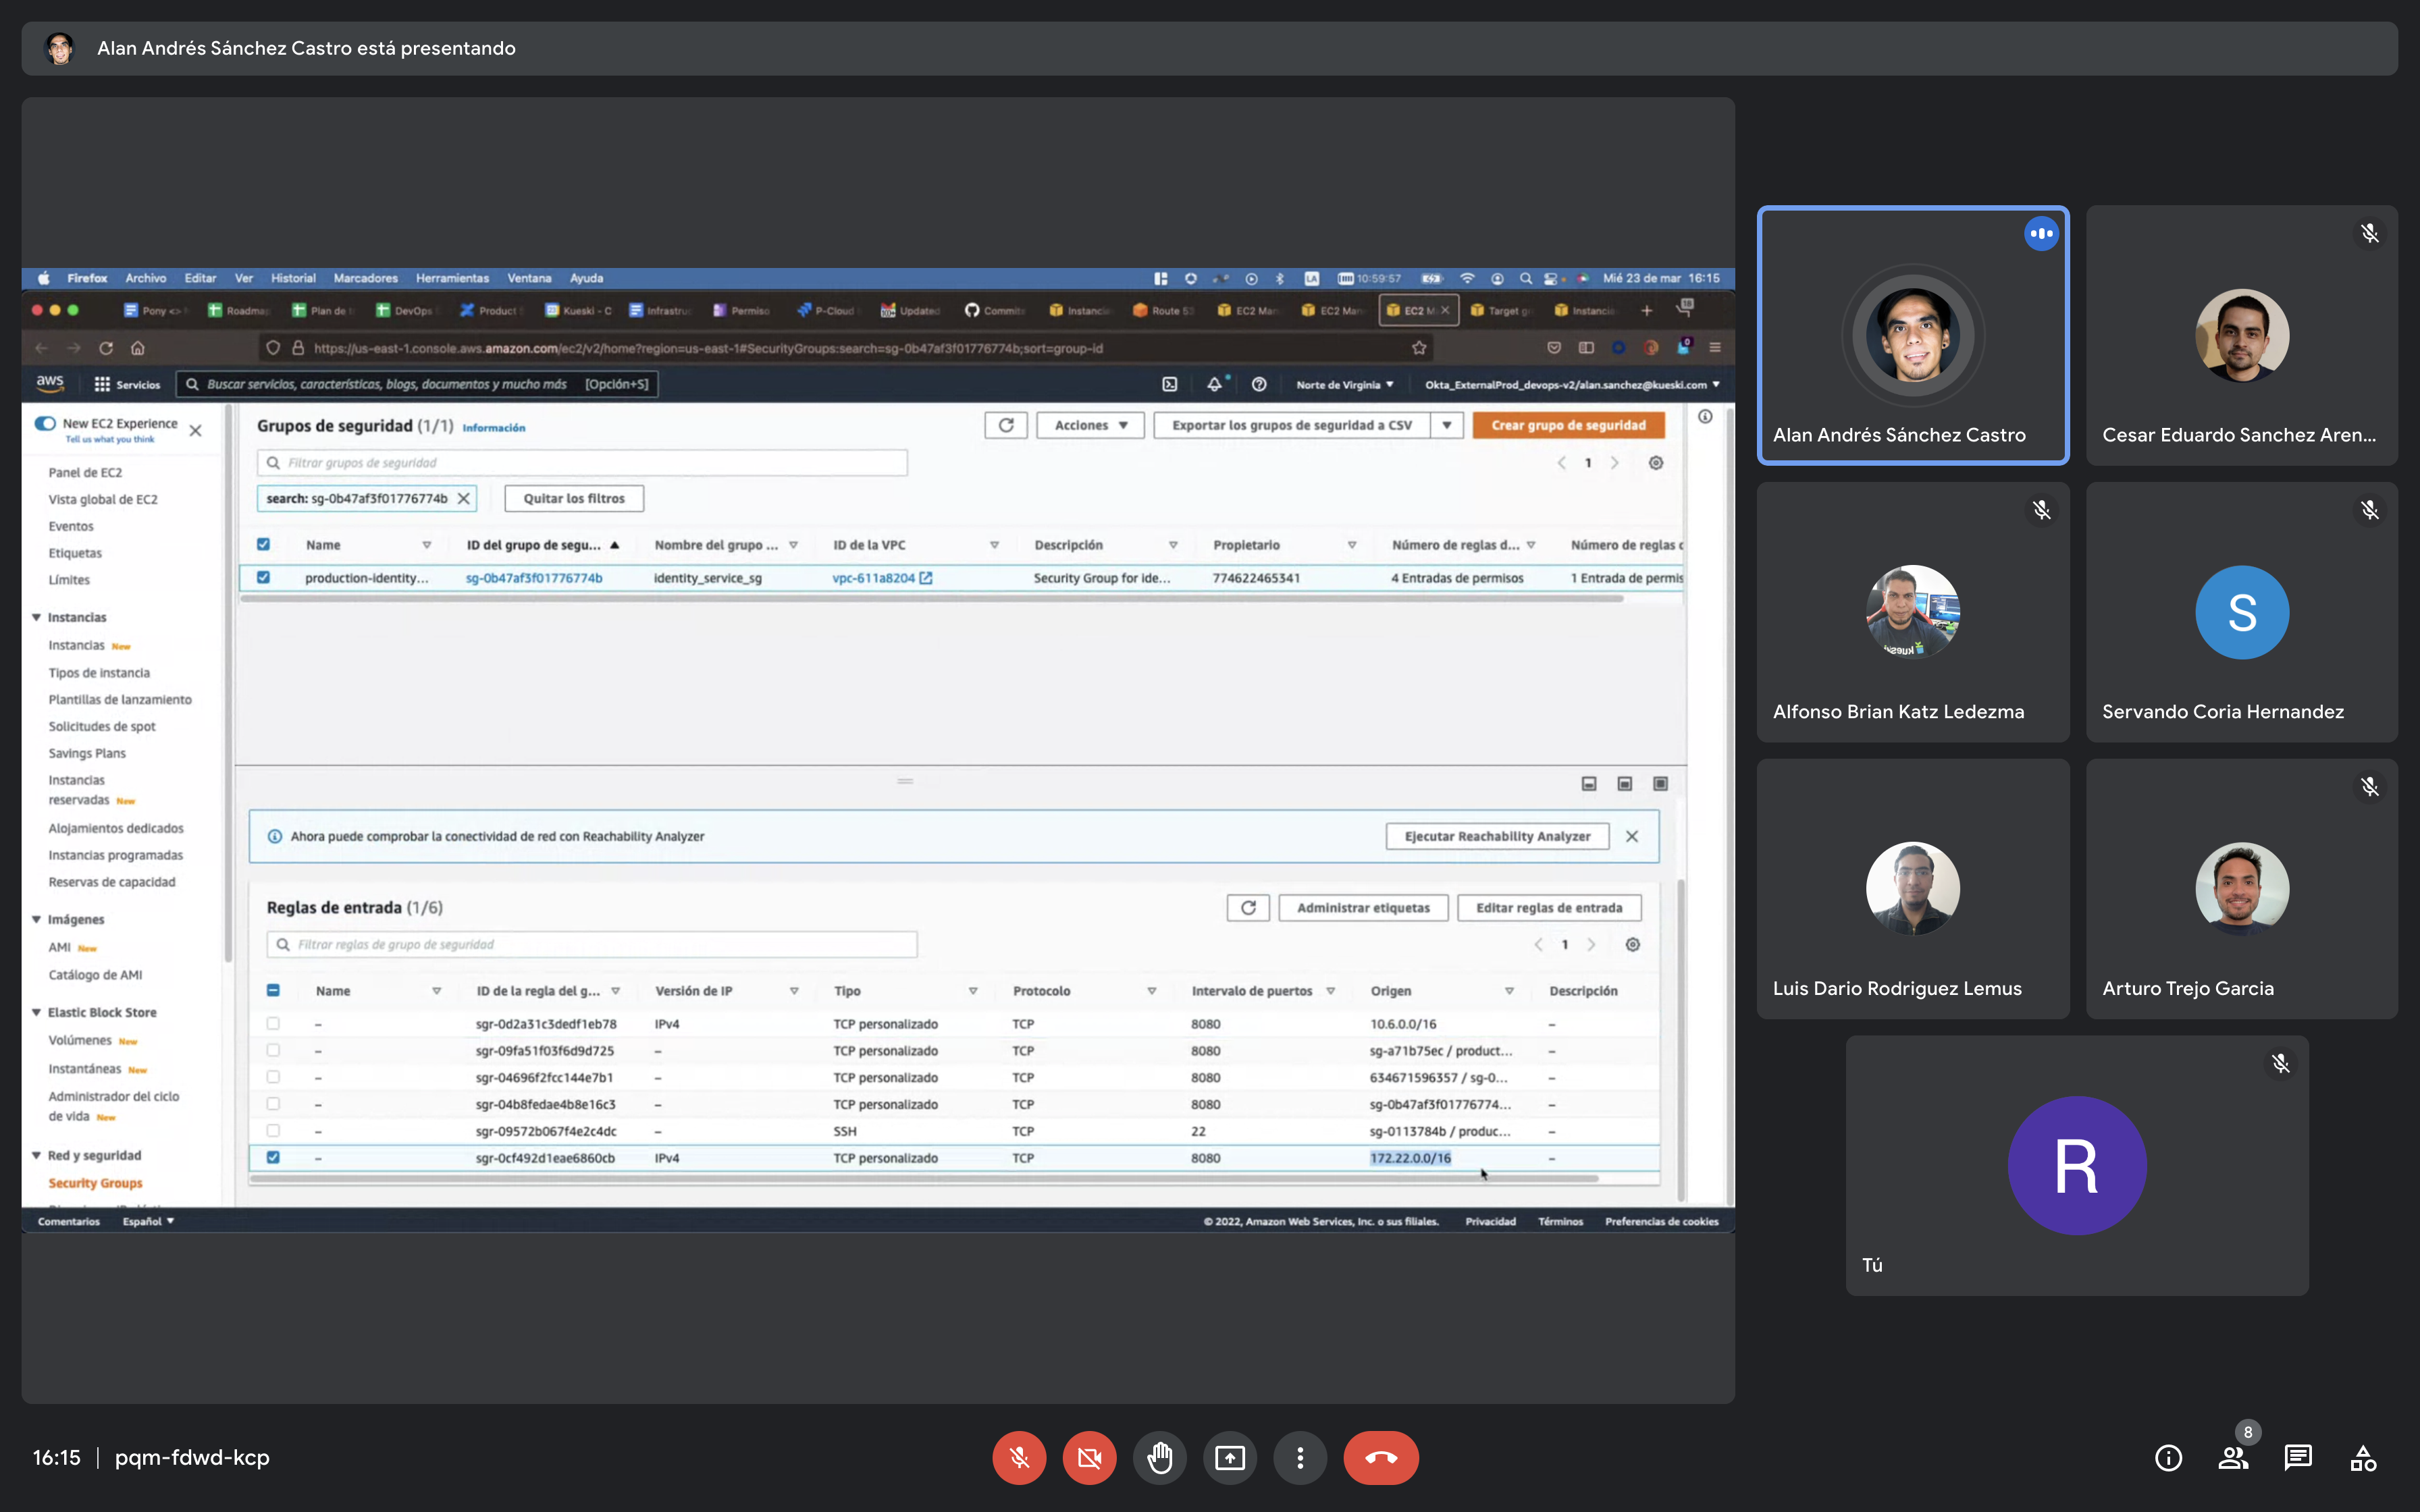 Alan Andrés Sánchez Castro está presentando
Firefox Archivo Editar Ver Historial Marcadores Herramientas Ventana Ayuda
LA 10:59:57 Mié 23 de mar 16:15
Pony <> Roadmap Plan de DevOps Product Kueski - C Infrastruc Permiso P-Cloud Updated Commits Instancia Route 53 EC2 Man EC2 Man EC2 M Target g Instancia 18
https://us-east-1.console.aws.amazon.com/ec2/v2/home?region=us-east-1#SecurityGroups:search=sg-0b47af3f01776774b;sort=group-id
aws Servicios Buscar servicios, características, blogs, documentos y mucho más [Opción+S] Norte de Virginia Okta_ExternalProd_devops-v2/alan.sanchez@kueski.com
New EC2 Experience
Tell us what you think
Panel de EC2
Vista global de EC2
Eventos
Etiquetas
Límites
Instancias
Instancias New
Tipos de instancia
Plantillas de lanzamiento
Solicitudes de spot
Savings Plans
Instancias
reservadas New
Alojamientos dedicados
Instancias programadas
Reservas de capacidad
Imágenes
AMI New
Catálogo de AMI
Elastic Block Store
Volúmenes New
Instantáneas New
Administrador del ciclo
de vida New
Red y seguridad
Security Groups
Grupos de seguridad (1/1) Información
Acciones Exportar los grupos de seguridad a CSV Crear grupo de seguridad
Filtrar grupos de seguridad
1
search: sg-0b47af3f01776774b Quitar los filtros
Name ID del grupo de segu... Nombre del grupo ... ID de la VPC Descripción Propietario Número de reglas d... Número de reglas
production-identity... sg-0b47af3f01776774b identity_service_sg vpc-611a8204 Security Group for ide... 774622465341 4 Entradas de permisos 1 Entrada de permis
Ahora puede comprobar la conectividad de red con Reachability Analyzer Ejecutar Reachability Analyzer
Reglas de entrada (1/6) Administrar etiquetas Editar reglas de entrada
Filtrar reglas de grupo de seguridad
1
Name ID de la regla del g... Versión de IP Tipo Protocolo Intervalo de puertos Origen Descripción
– sgr-0d2a31c3dedf1eb78 IPv4 TCP personalizado TCP 8080 10.6.0.0/16 –
– sgr-09fa51f03f6d9d725 – TCP personalizado TCP 8080 sg-a71b75ec / product... –
– sgr-04696f2fcc144e7b1 – TCP personalizado TCP 8080 634671596357 / sg-0... –
– sgr-04b8fedae4b8e16c3 – TCP personalizado TCP 8080 sg-0b47af3f01776774... –
– sgr-09572b067f4e2c4dc – SSH TCP 22 sg-0113784b / produc... –
– sgr-0cf492d1eae6860cb IPv4 TCP personalizado TCP 8080 172.22.0.0/16 –
Comentarios Español © 2022, Amazon Web Services, Inc. o sus filiales. Privacidad Términos Preferencias de cookies
Alan Andrés Sánchez Castro
Cesar Eduardo Sanchez Aren...
Alfonso Brian Katz Ledezma
S
Servando Coria Hernandez
Luis Dario Rodriguez Lemus
Arturo Trejo Garcia
R
Tú
16:15 | pqm-fdwd-kcp
8